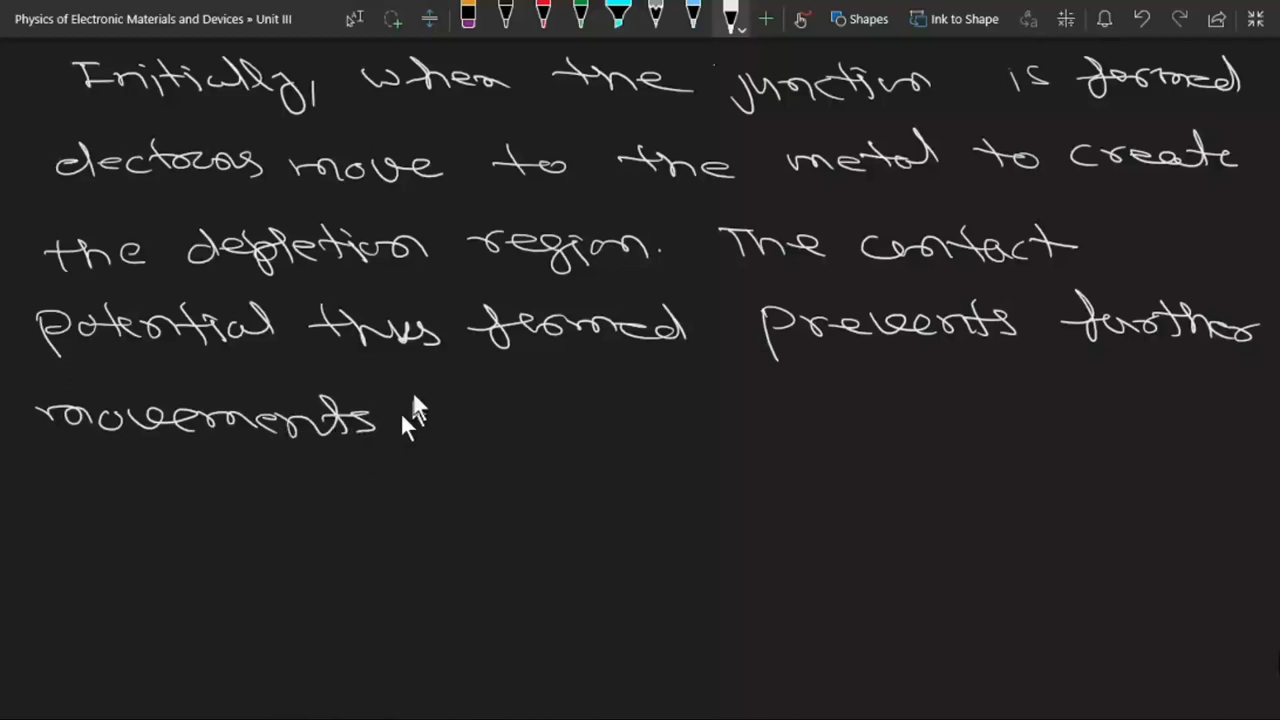 Physics of Electronic Materials and Devices » Unit III
Shapes
Ink to Shape
Initially, when the junction is formed
electrons move to the metal to create
the depletion region. The contact
potential thus formed prevents further
movements